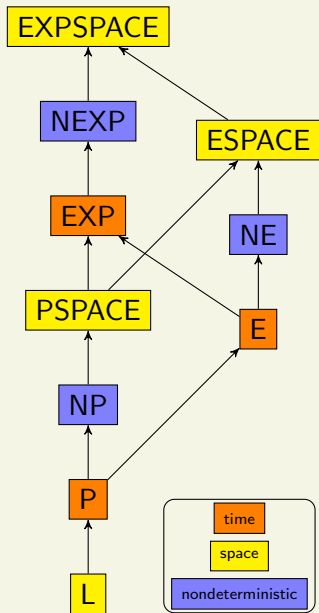 EXPSPACE
NEXP
ESPACE
EXP
NE
PSPACE
E
NP
P
L
time
space
nondeterministic